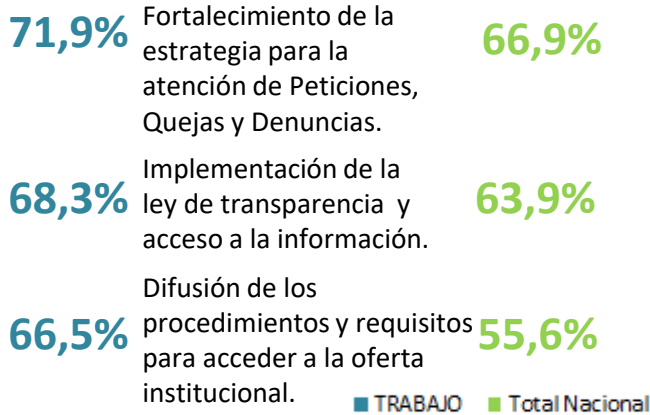 71,9%
Fortalecimiento de la
estrategia para la
atención de Peticiones,
Quejas y Denuncias.
66,9%
68,3%
Implementación de la
ley de transparencia y
acceso a la información.
63,9%
66,5%
Difusión de los
procedimientos y requisitos
para acceder a la oferta
institucional.
55,6%
TRABAJO Total Nacional